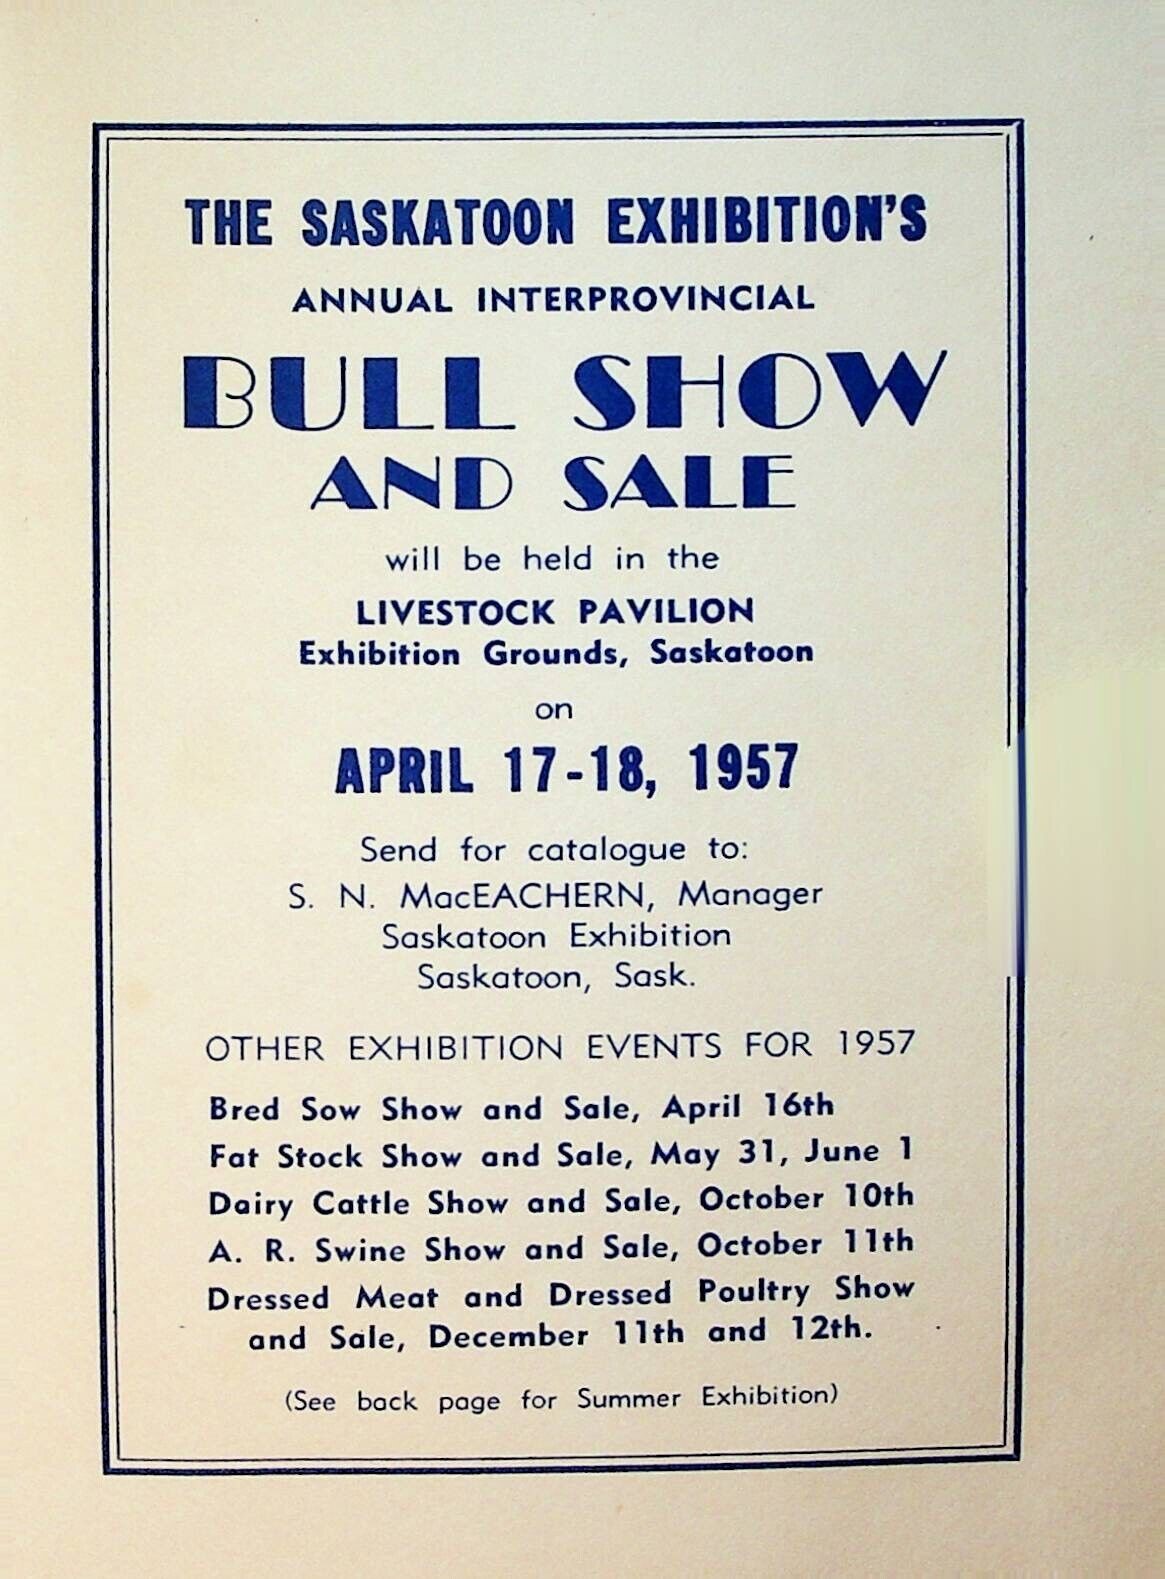 THE SASKATOON EXHIBITION'S
ANNUAL INTERPROVINCIAL
BULL SHOW
AND SALE
will be held in the
LIVESTOCK PAVILION
Exhibition Grounds, Saskatoon
on
APRIL 17-18, 1957
Send for catalogue to:
S. N. MacEACHERN, Manager
Saskatoon Exhibition
Saskatoon, Sask.
OTHER EXHIBITION EVENTS FOR 1957
Bred Sow Show and Sale, April 16th
Fat Stock Show and Sale, May 31, June 1
Dairy Cattle Show and Sale, October 10th
A. R. Swine Show and Sale, October 11th
Dressed Meat and Dressed Poultry Show
and Sale, December 11th and 12th.
(See back page for Summer Exhibition)